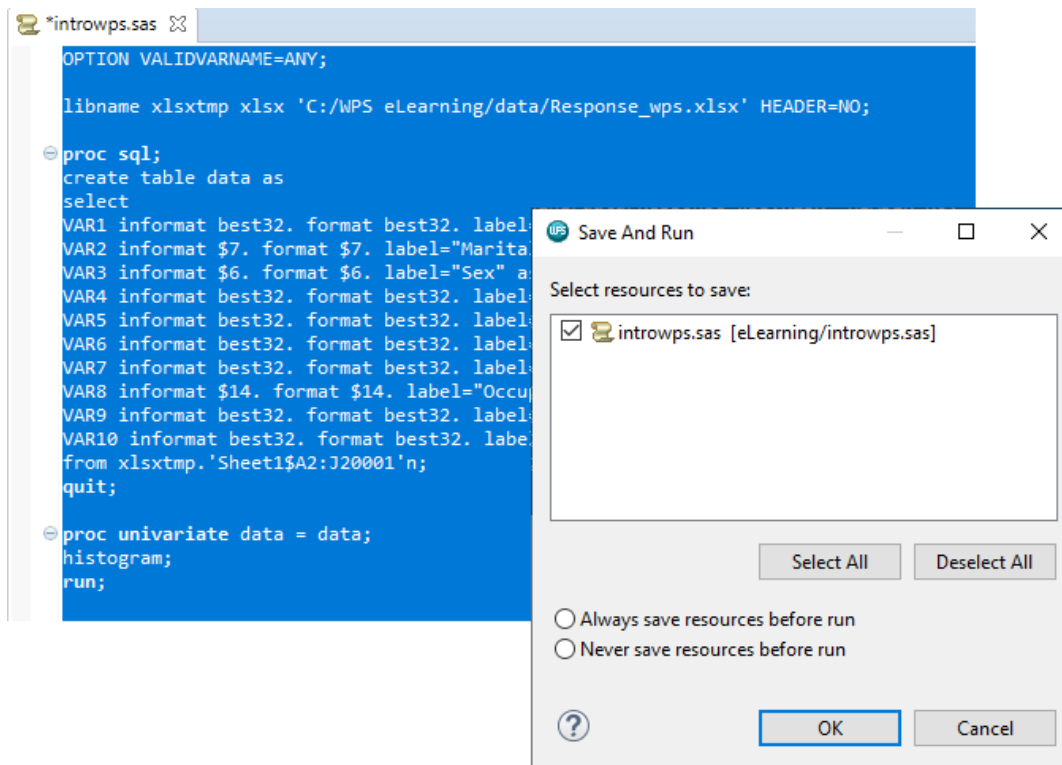 *introwps.sas
OPTION VALIDVARNAME=ANY;
libname xlsxtmp xlsx 'C:/WPS eLearning/data/Response_wps.xlsx' HEADER=NO;
proc sql;
create table data as
select
VAR1 informat best32. format best32. label=
VAR2 informat $7. format $7. label="Marita
VAR3 informat $6. format $6. label="Sex" a
VAR4 informat best32. format best32. label=
VAR5 informat best32. format best32. label=
VAR6 informat best32. format best32. label=
VAR7 informat best32. format best32. label=
VAR8 informat $14. format $14. label="Occu
VAR9 informat best32. format best32. label=
VAR10 informat best32. format best32. labe
from xlsxtmp.'Sheet1$A2:J20001'n;
quit;
proc univariate data = data;
histogram;
run;
WPS
Save And Run
Select resources to save:
introwps.sas [eLearning/introwps.sas]
Select All
Deselect All
Always save resources before run
Never save resources before run
?
OK
Cancel